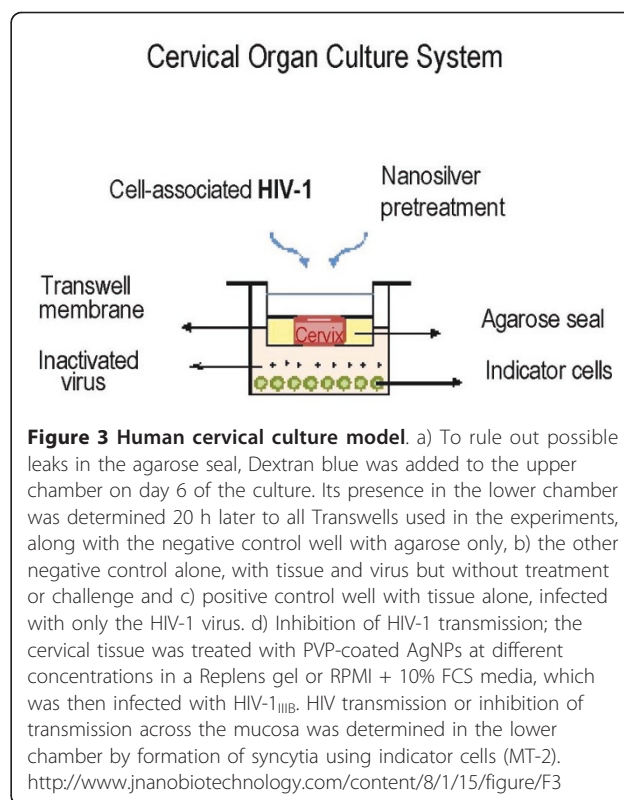 Cervical Organ Culture System
Cell-associated HIV-1
Nanosilver
pretreatment
Transwell
membrane
Agarose seal
Cervix
Inactivated
virus
Indicator cells
Figure 3 Human cervical culture model. a) To rule out possible
leaks in the agarose seal, Dextran blue was added to the upper
chamber on day 6 of the culture. Its presence in the lower chamber
was determined 20 h later to all Transwells used in the experiments,
along with the negative control well with agarose only, b) the other
negative control alone, with tissue and virus but without treatment
or challenge and c) positive control well with tissue alone, infected
with only the HIV-1 virus. d) Inhibition of HIV-1 transmission; the
cervical tissue was treated with PVP-coated AgNPs at different
concentrations in a Replens gel or RPMI + 10% FCS media, which
was then infected with HIV-1IIIB. HIV transmission or inhibition of
transmission across the mucosa was determined in the lower
chamber by formation of syncytia using indicator cells (MT-2).
http://www.jnanobiotechnology.com/content/8/1/15/figure/F3